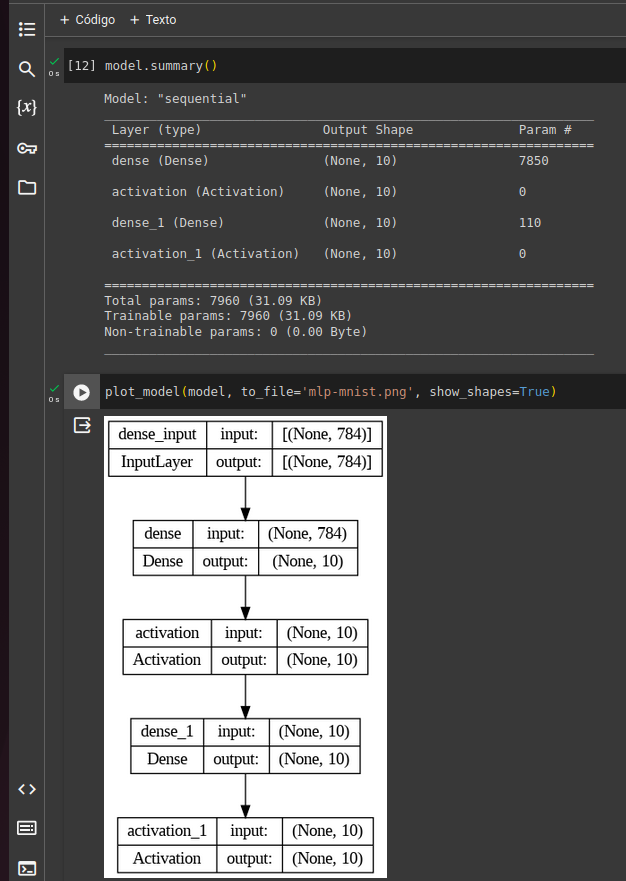 + Código + Texto
[12] model.summary()
0 s
Model: "sequential"
Layer (type) Output Shape Param #
dense (Dense) (None, 10) 7850
activation (Activation) (None, 10) 0
dense_1 (Dense) (None, 10) 110
activation_1 (Activation) (None, 10) 0
Total params: 7960 (31.09 KB)
Trainable params: 7960 (31.09 KB)
Non-trainable params: 0 (0.00 Byte)
plot_model(model, to_file='mlp-mnist.png', show_shapes=True)
0 s
dense_input input: [(None, 784)]
InputLayer output: [(None, 784)]
dense input: (None, 784)
Dense output: (None, 10)
activation input: (None, 10)
Activation output: (None, 10)
dense_1 input: (None, 10)
Dense output: (None, 10)
activation_1 input: (None, 10)
Activation output: (None, 10)